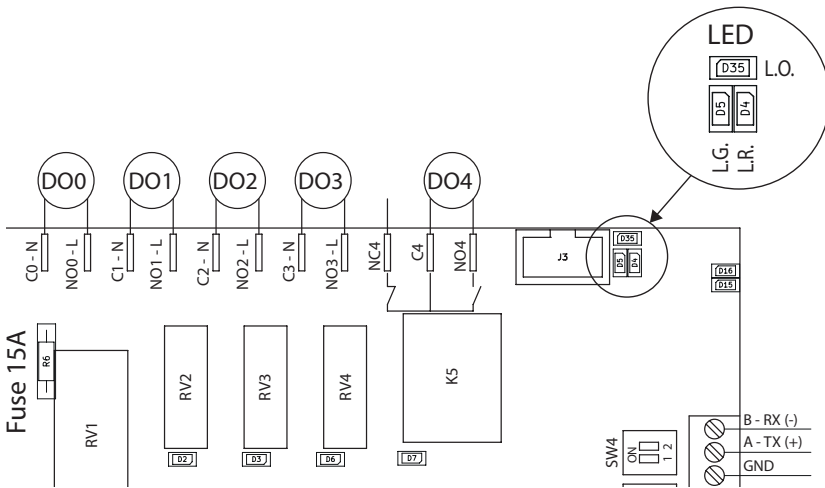 LED
D35 L.O.
D5 D4
L.G. L.R.
DO0 DO1 DO2 DO3 DO4
C0 - N NO0 - L C1 - N NO1 - L C2 - N NO2 - L C3 - N NO3 - L NC4 C4 NO4
J3
D35
D5 D4
D16
D15
Fuse 15A
R6
RV1 RV2 RV3 RV4 K5
D2 D3 D6 D7
SW4
ON
1 2
B - RX (-)
A - TX (+)
GND